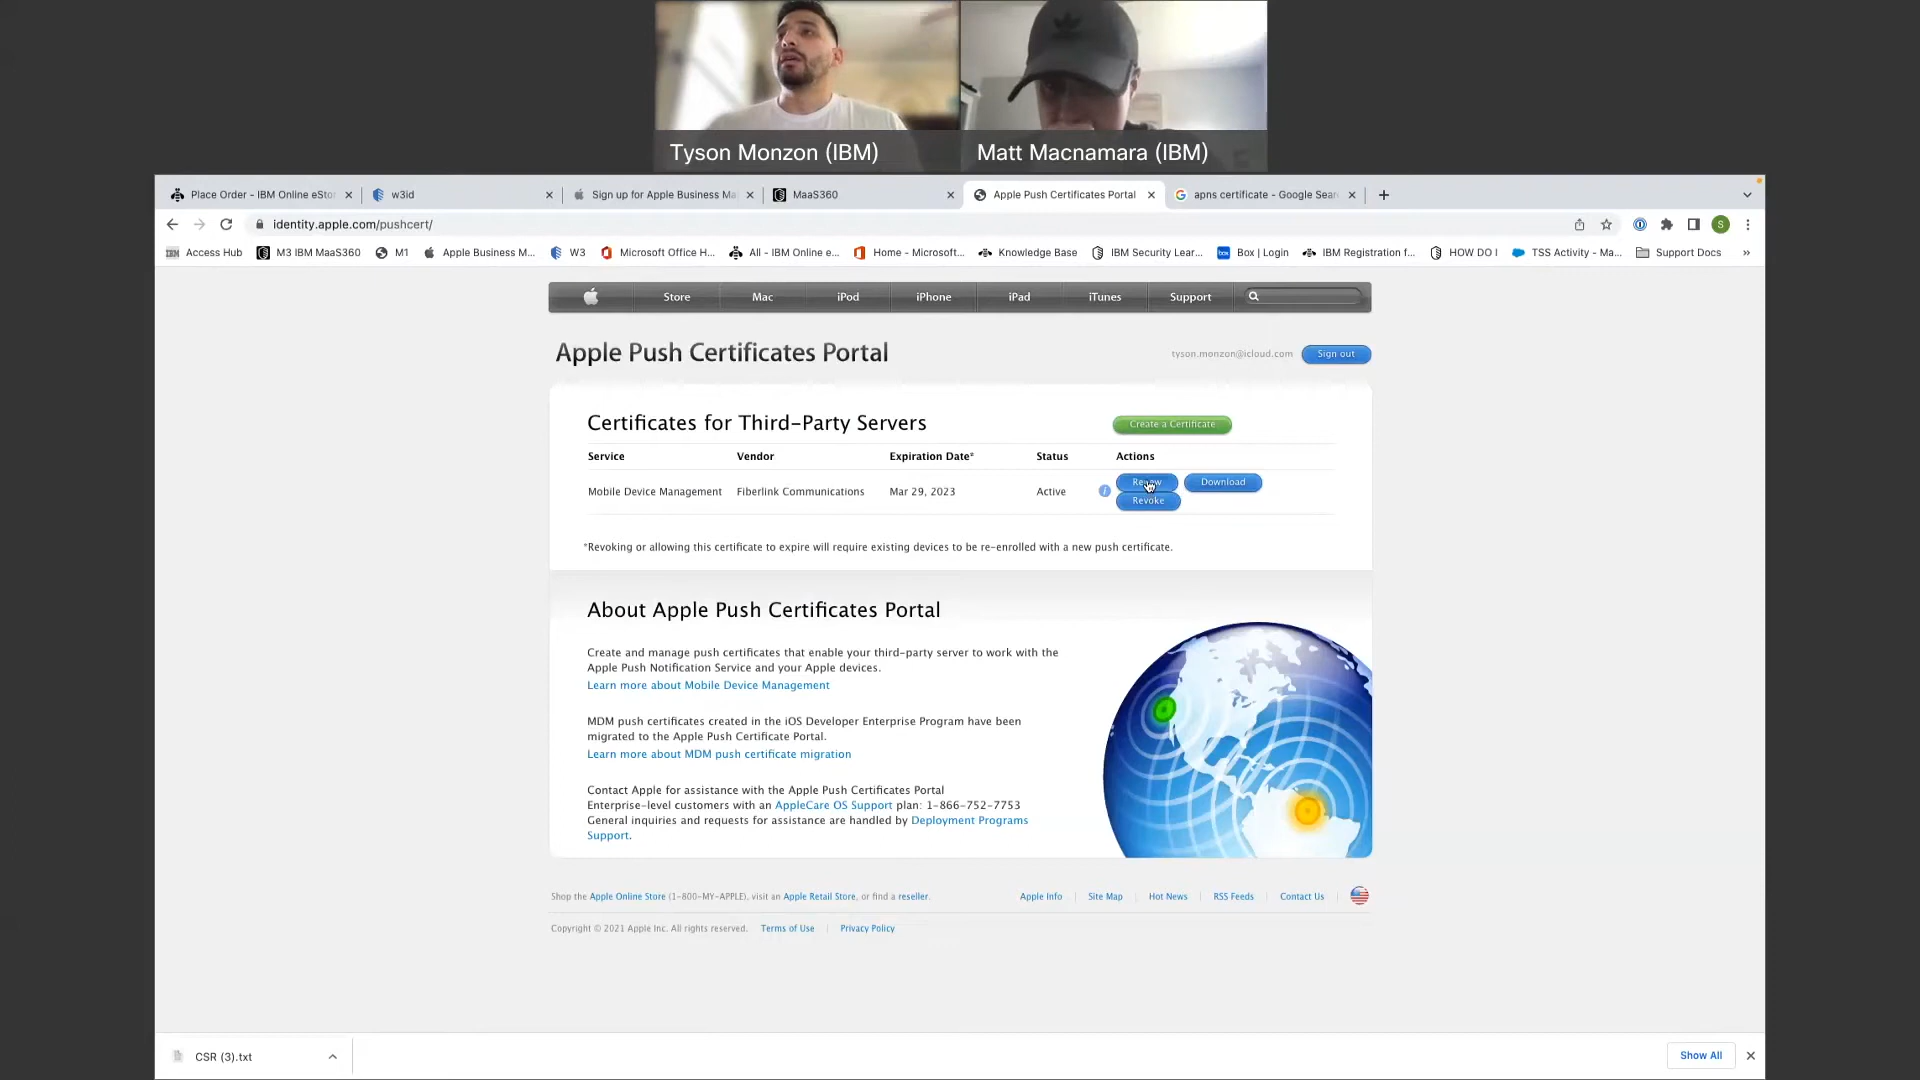 Tyson Monzon (IBM)
Matt Macnamara (IBM)
Place Order - IBM Online eSto
w3id
Sign up for Apple Business Ma
MaaS360
Apple Push Certificates Portal
apns certificate - Google Sear
identity.apple.com/pushcert/
S
IBM Access Hub
M3 IBM MaaS360
M1
Apple Business M...
W3
Microsoft Office H...
All - IBM Online e...
Home - Microsoft...
Knowledge Base
IBM Security Lear...
box Box | Login
IBM Registration f...
HOW DO I
TSS Activity - Ma...
Support Docs
»
Store
Mac
iPod
iPhone
iPad
iTunes
Support
Apple Push Certificates Portal
tyson.monzon@icloud.com
Sign out
Certificates for Third-Party Servers
Create a Certificate
Service Vendor Expiration Date* Status Actions
Mobile Device Management Fiberlink Communications Mar 29, 2023 Active i
Download
Revoke
*Revoking or allowing this certificate to expire will require existing devices to be re-enrolled with a new push certificate.
About Apple Push Certificates Portal
Create and manage push certificates that enable your third-party server to work with the
Apple Push Notification Service and your Apple devices.
Learn more about Mobile Device Management
MDM push certificates created in the iOS Developer Enterprise Program have been
migrated to the Apple Push Certificate Portal.
Learn more about MDM push certificate migration
Contact Apple for assistance with the Apple Push Certificates Portal
Enterprise-level customers with an AppleCare OS Support plan: 1-866-752-7753
General inquiries and requests for assistance are handled by Deployment Programs
Support.
Shop the Apple Online Store (1-800-MY-APPLE), visit an Apple Retail Store, or find a reseller.
Apple Info | Site Map | Hot News | RSS Feeds | Contact Us
Copyright © 2021 Apple Inc. All rights reserved. Terms of Use | Privacy Policy
CSR (3).txt
Show All